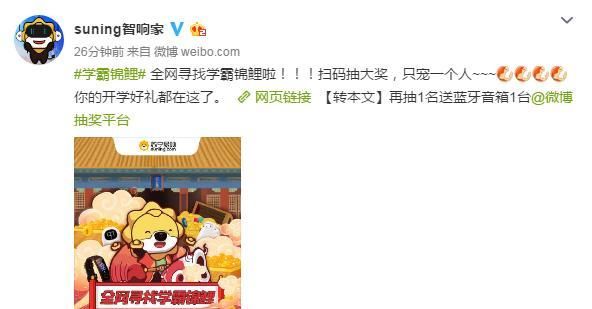 suning智响家
26分钟前 来自 微博 weibo.com
#学霸锦鲤# 全网寻找学霸锦鲤啦！！！扫码抽大奖，只宠一个人~~~
你的开学好礼都在这了。 网页链接 【转本文】再抽1名送蓝牙音箱1台@微博
抽奖平台
苏宁易购
suning.com
全网寻找学霸锦鲤